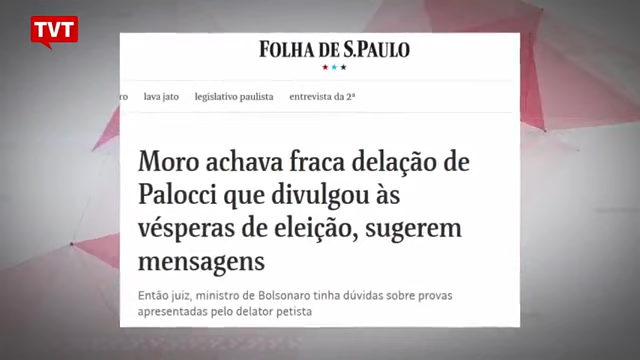 TVT
FOLHA DE S.PAULO
ro lava jato legislativo paulista entrevista da 2ª
Moro achava fraca delação de
Palocci que divulgou às
vésperas de eleição, sugerem
mensagens
Então juiz, ministro de Bolsonaro tinha dúvidas sobre provas
apresentadas pelo delator petista